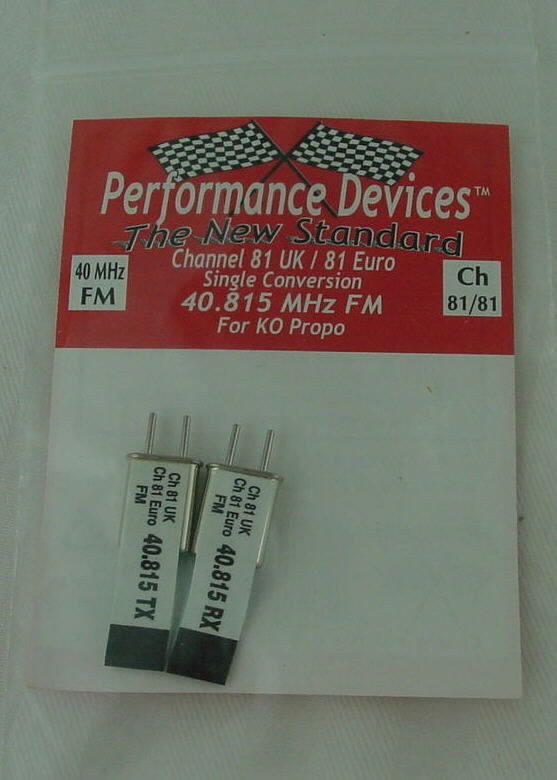 Performance Devices™
The New Standard
Channel 81 UK / 81 Euro
Single Conversion
40.815 MHz FM
For KO Propo
40 MHz
FM
Ch
81/81
Ch 81 UK
Ch 81 Euro
FM
40.815 TX
Ch 81 UK
Ch 81 Euro
FM
40.815 RX